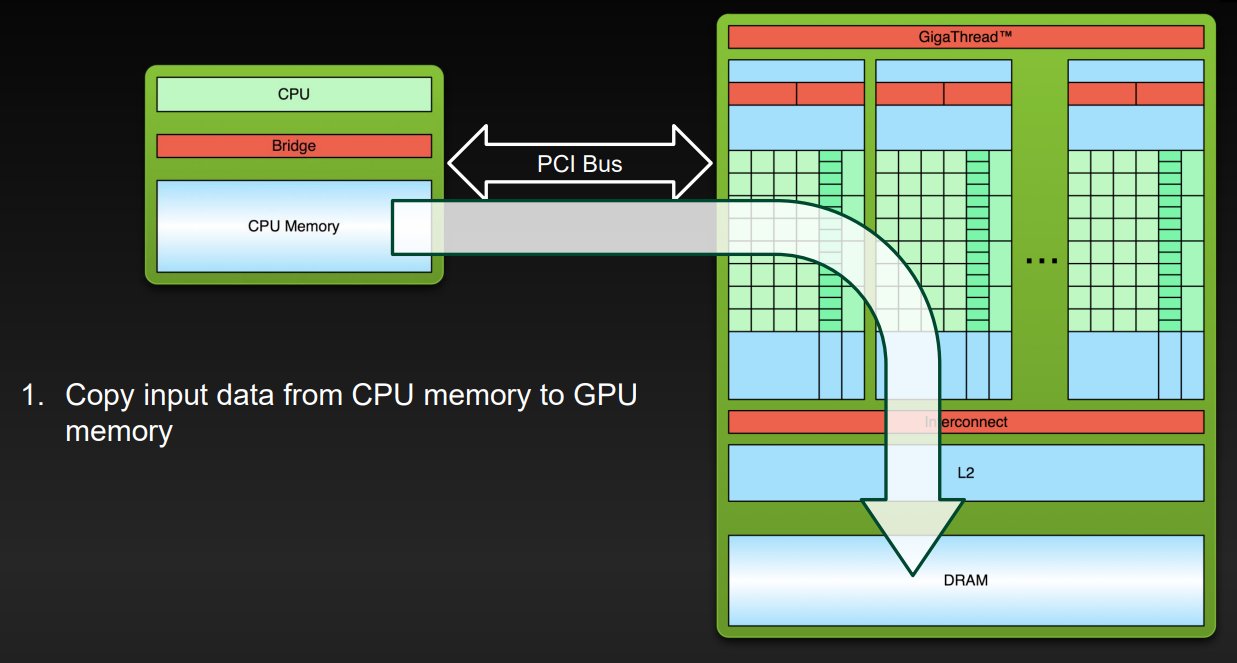 GigaThread™
CPU
Bridge
PCI Bus
CPU Memory
...
1. Copy input data from CPU memory to GPU
memory
Interconnect
L2
DRAM